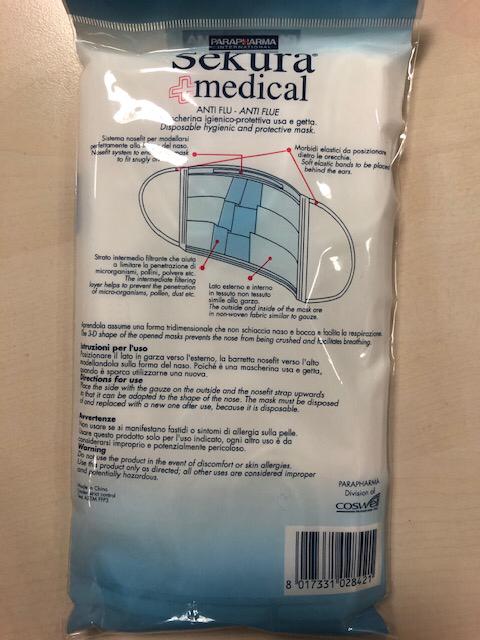 PARAPHARMA
INTERNATIONAL
Sekura®
medical
ANTI FLU - ANTI FLUE
mascherina igienico-protettiva usa e getta.
Disposable hygienic and protective mask.
Sistema nosefit per modellarsi
perfettamente alla del naso.
Nosefit system to mask
to fit snugly
Morbidi elastici da posizionare
dietro le orecchie.
Soft elastic bands to be placed
behind the ears.
Strato intermedio filtrante che aiuta
a limitare la penetrazione di
microrganismi, pollini, polvere etc.
The intermediate filtering
layer helps to prevent the penetration
of micro-organisms, pollen, dust etc.
Lato esterno e interno
in tessuto non tessuto
simile alla garza.
The outside and inside of the mask are
in non-woven fabric similar to gauze.
Aprendola assume una forma tridimensionale che non schiaccia naso e bocca e facilita la respirazione.
The 3-D shape of the opened masks prevents the nose from being crushed and facilitates breathing.
Istruzioni per l'uso
Posizionare il lato in garza verso l'esterno, la barretta nosefit verso l'alto
modellandola sulla forma del naso. Poichè è una mascherina usa e getta,
quando è sporca utilizzarne una nuova.
Directions for use
Place the side with the gauze on the outside and the nosefit strap upwards
so that it can be adapted to the shape of the nose. The mask must be disposed
of and replaced with a new one after use, because it is disposable.
Avvertenze
Non usare se si manifestano fastidi o sintomi di allergia sulla pelle.
Usare questo prodotto solo per l'uso indicato, ogni altro uso è da
considerarsi improprio e potenzialmente pericoloso.
Warning
Do not use the product in the event of discomfort or skin allergies.
Use this product only as directed; all other uses are considered improper
and potentially hazardous.
Made in China
under strict control
FFP2
PARAPHARMA
Division of
COSWell
8 017331 028421